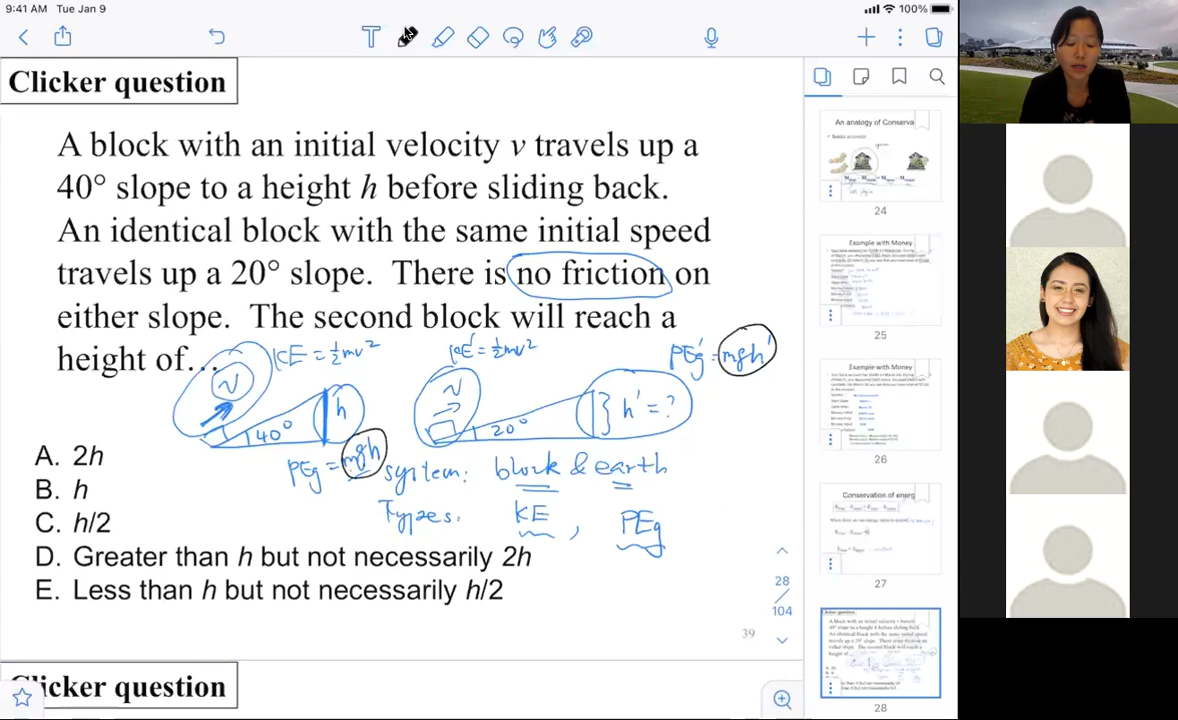 9:41 AM Tue Jan 9
100%
Clicker question
A block with an initial velocity v travels up a
40° slope to a height h before sliding back.
An identical block with the same initial speed
travels up a 20° slope. There is no friction on
either slope. The second block will reach a
height of...
KE = ½mv²
KE' = ½mv²
PEg' = mgh'
v
40°
h
v
20°
h' = ?
PEg = mgh
system: block & earth
Types: KE, PEg
A. 2h
B. h
C. h/2
D. Greater than h but not necessarily 2h
E. Less than h but not necessarily h/2
39
28
104
Clicker question
An analogy of Conserva
24
Example with Money
25
Example with Money
26
Conservation of energ
27
Clicker question
28